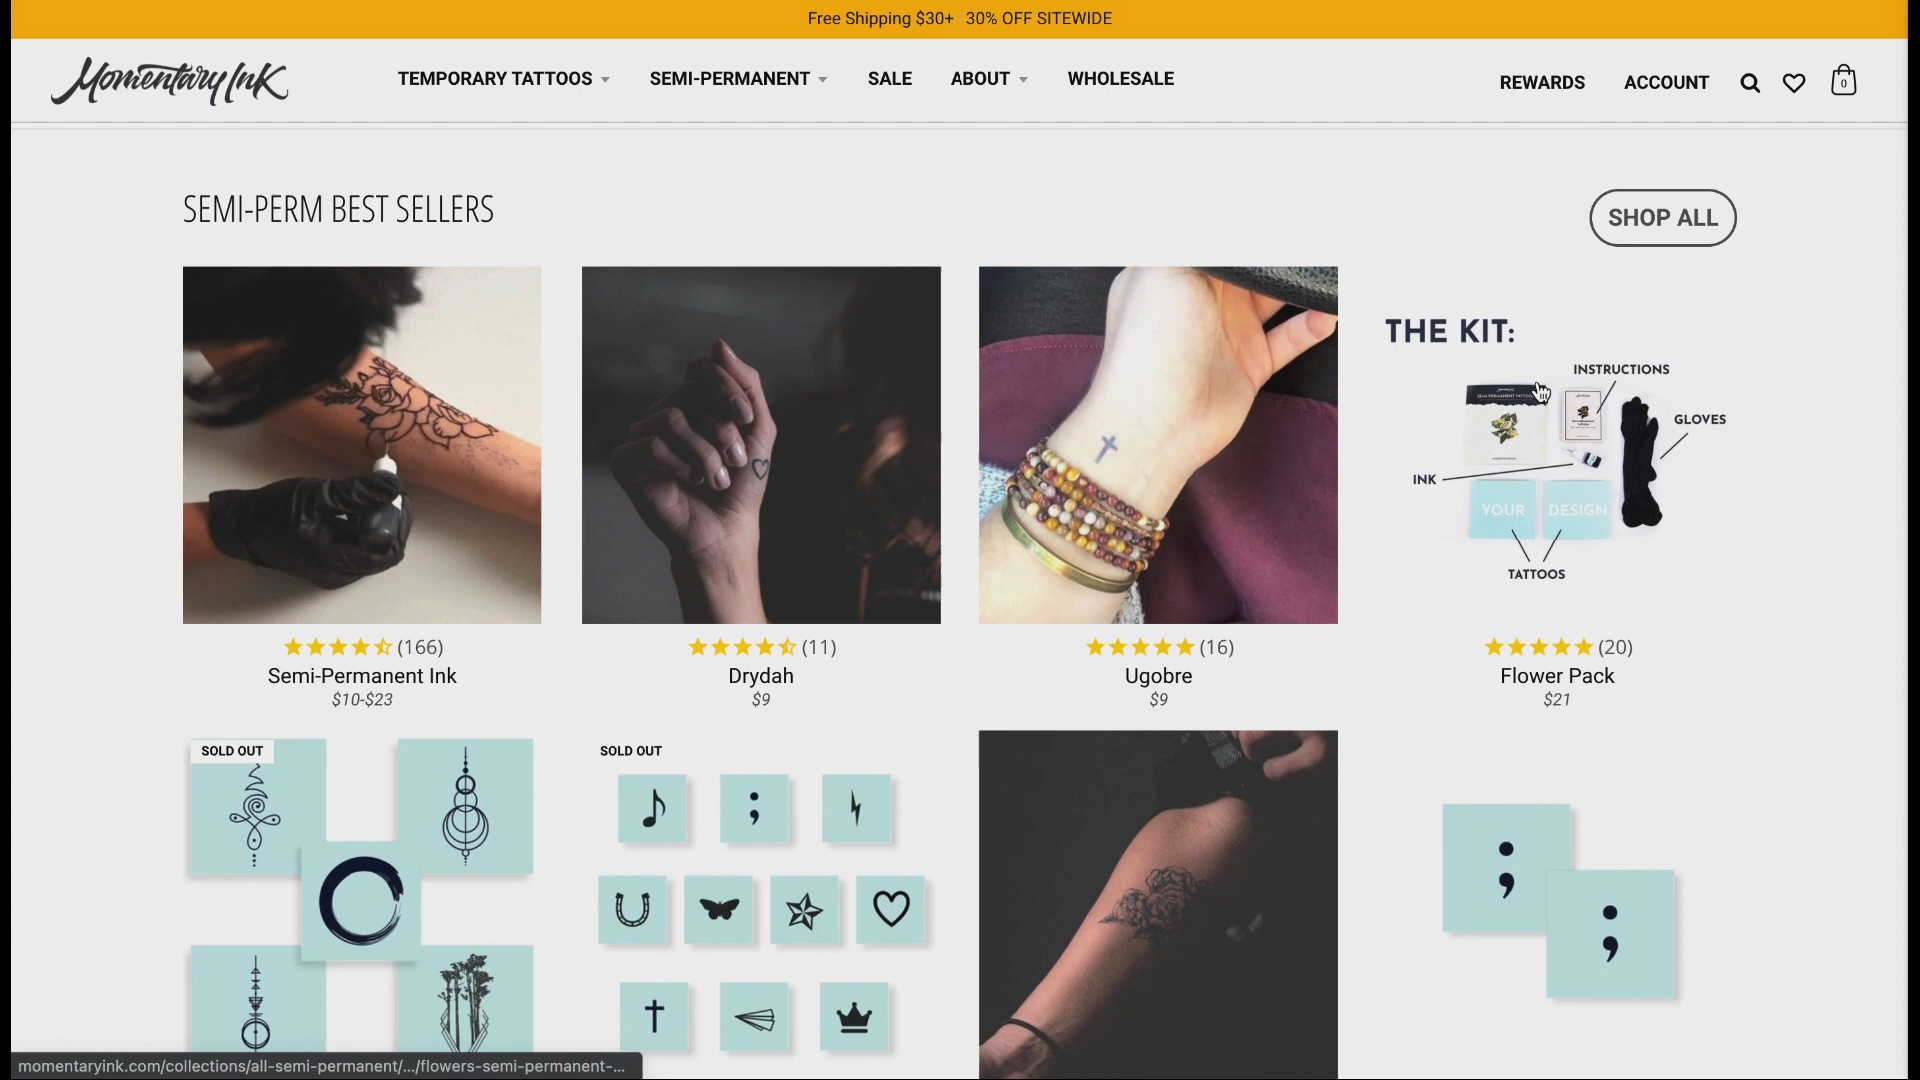 Free Shipping $30+ | 30% OFF SITEWIDE
Momentary Ink
TEMPORARY TATTOOS
SEMI-PERMANENT
SALE
ABOUT
WHOLESALE
REWARDS
ACCOUNT
0
SEMI-PERM BEST SELLERS
SHOP ALL
THE KIT:
INSTRUCTIONS
GLOVES
INK
YOUR DESIGN
TATTOOS
(166)
Semi-Permanent Ink
$10-$23
(11)
Drydah
$9
(16)
Ugobre
$9
(20)
Flower Pack
$21
SOLD OUT
SOLD OUT
;
;
;
momentaryink.com/collections/all-semi-permanent/.../flowers-semi-permanent-...